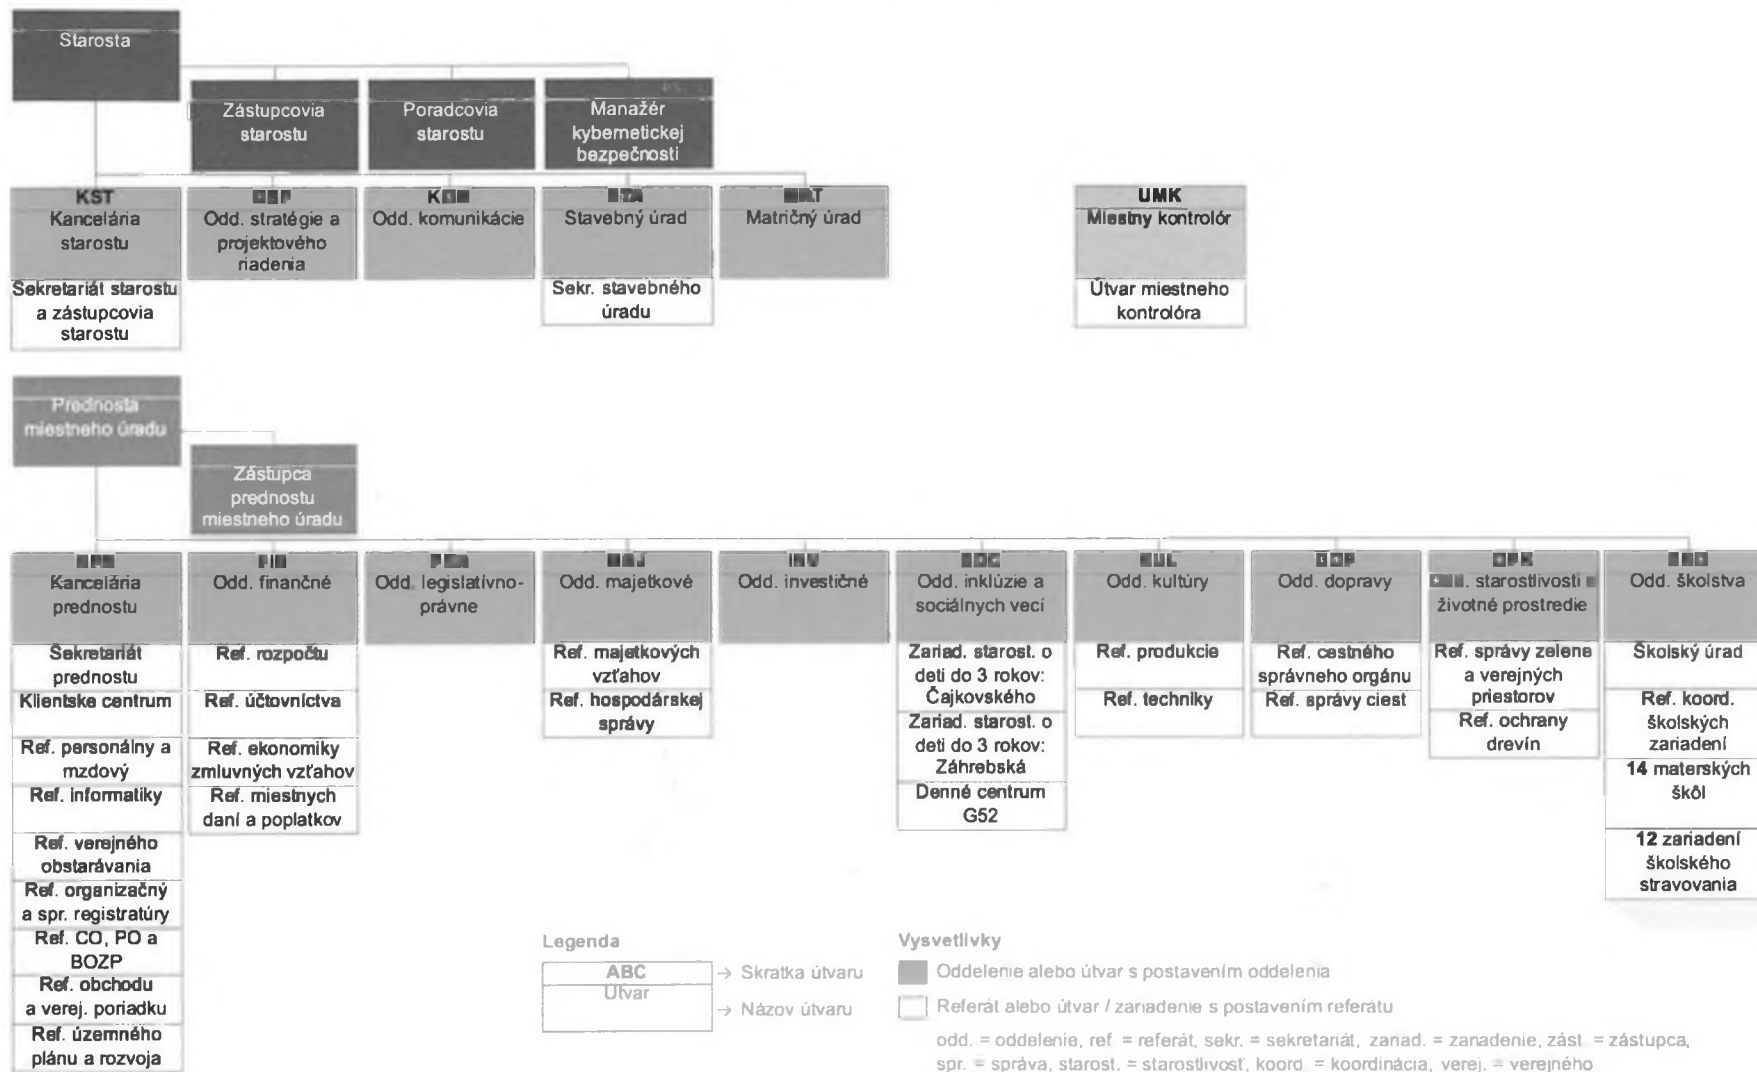 Starosta
Zástupcovia
starostu
Poradcovia
starostu
Manažér
kybernetickej
bezpečnosti
KST
Kancelária
starostu
Sekretariát starostu
a zástupcovia
starostu
Odd. stratégie a
projektového
riadenia
Odd. komunikácie
Stavebný úrad
Sekr. stavebného
úradu
Matričný úrad
UMK
Miestny kontrolór
Útvar miestneho
kontrolóra
Prednosta
miestneho úradu
Zástupca
prednostu
miestneho úradu
Kancelária
prednostu
Sekretariát
prednostu
Klientske centrum
Ref. personálny a
mzdový
Ref. informatiky
Ref. verejného
obstarávania
Ref. organizačný
a spr. registratúry
Ref. CO, PO a
BOZP
Ref. obchodu
a verej. poriadku
Ref. územného
plánu a rozvoja
FIN
Odd. finančné
Ref. rozpočtu
Ref. účtovníctva
Ref. ekonomiky
zmluvných vzťahov
Ref. miestnych
daní a poplatkov
Odd. legislatívno-
právne
Odd. majetkové
Ref. majetkových
vzťahov
Ref. hospodárskej
správy
INV
Odd. investičné
Odd. inklúzie a
sociálnych vecí
Zariad. starost. o
deti do 3 rokov:
Čajkovského
Zariad. starost. o
deti do 3 rokov:
Záhrebská
Denné centrum
G52
KUL
Odd. kultúry
Ref. produkcie
Ref. techniky
Odd. dopravy
Ref. cestného
správneho orgánu
Ref. správy ciest
starostlivosti
životné prostredie
Ref. správy zelene
a verejných
priestorov
Ref. ochrany
drevín
Odd. školstva
Školský úrad
Ref. koord.
školských
zariadení
14 materských
škôl
12 zariadení
školského
stravovania
Legenda
ABC
Útvar
→ Skratka útvaru
→ Názov útvaru
Vysvetlivky
Oddelenie alebo útvar s postavením oddelenia
Referát alebo útvar / zariadenie s postavením referátu
odd. = oddelenie, ref. = referát, sekr. = sekretariát, zariad. = zariadenie, zást. = zástupca,
spr. = správa, starost. = starostlivosť, koord. = koordinácia, verej. = verejného